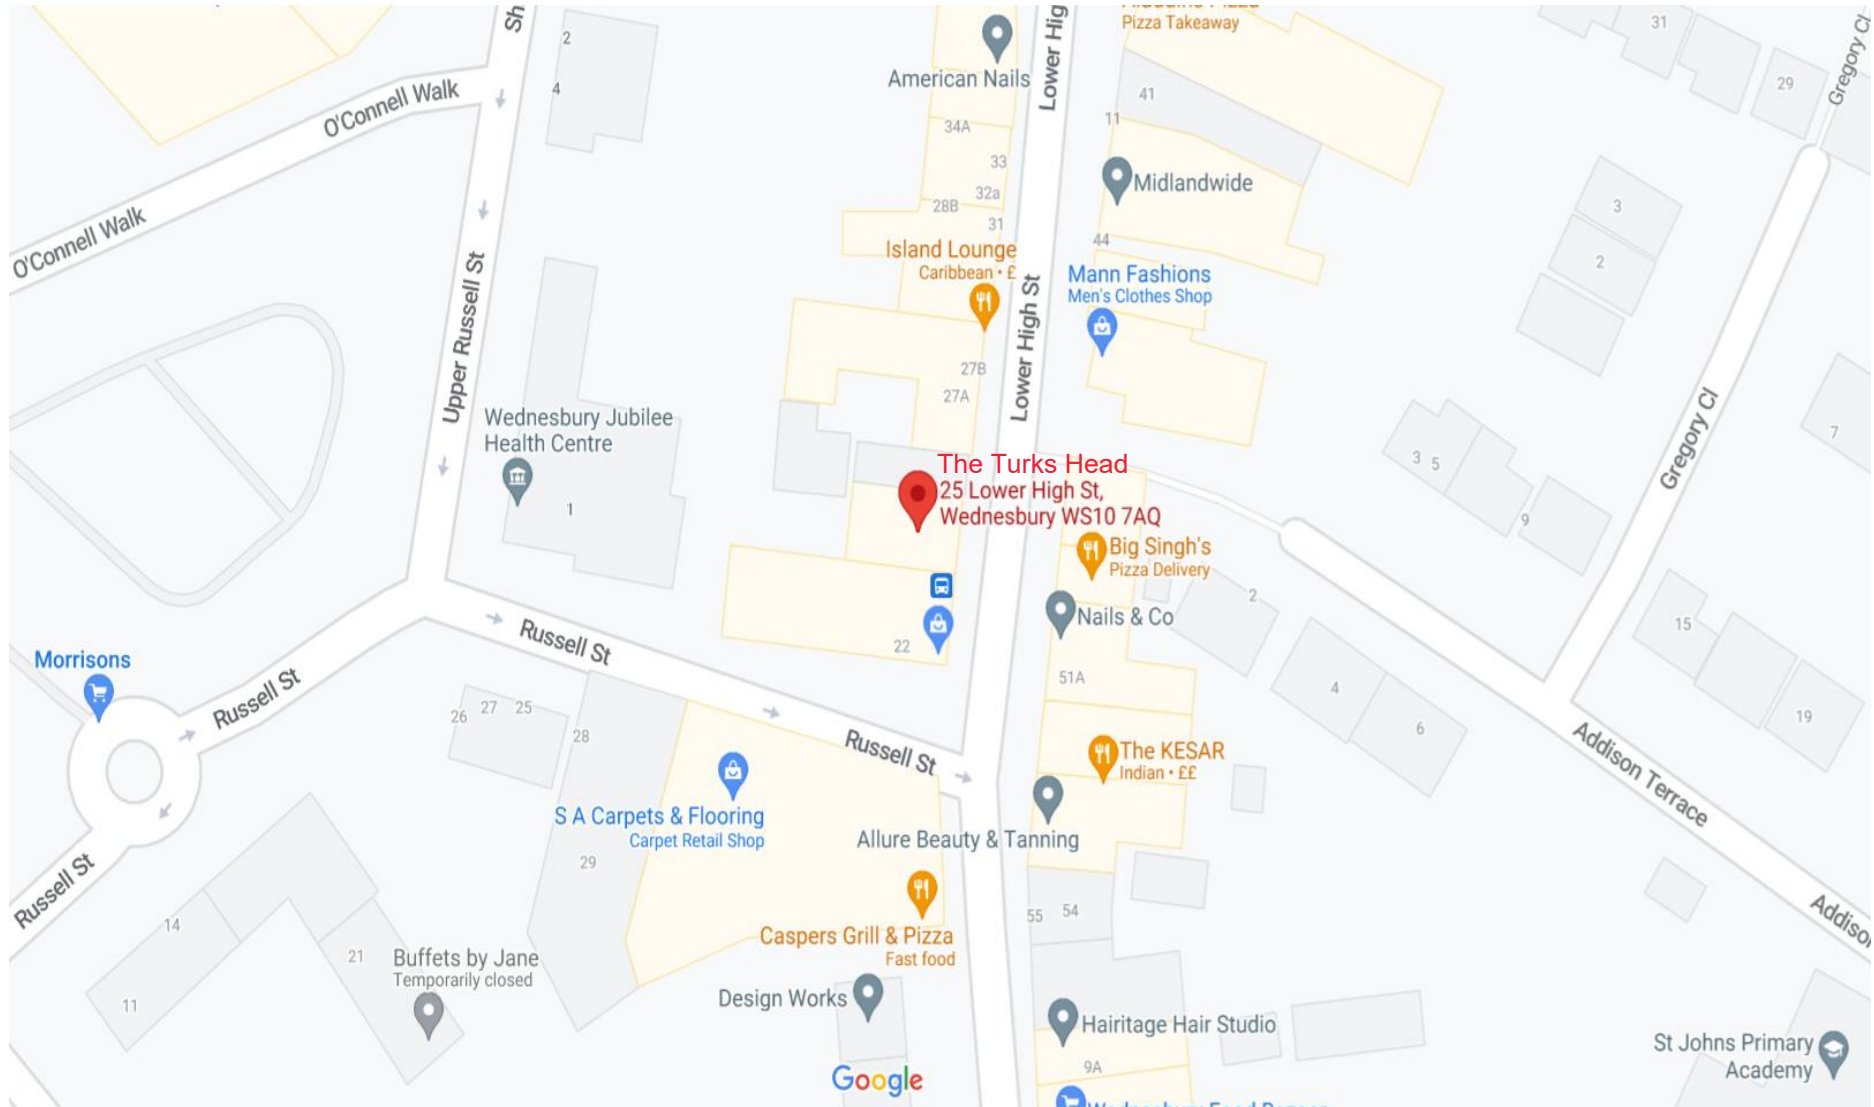 Sh
Lower Hig
Pizza Takeaway
31
Gregory Cl
2
4
American Nails
O'Connell Walk
41
29
11
34A
33
32a
28B
31
Midlandwide
3
2
O'Connell Walk
44
Island Lounge
Caribbean • £
Mann Fashions
Men's Clothes Shop
Upper Russell St
Lower High St
27B
27A
Wednesbury Jubilee
Health Centre
1
The Turks Head
25 Lower High St,
Wednesbury WS10 7AQ
Gregory Cl
3
5
7
9
Big Singh's
Pizza Delivery
2
Nails & Co
15
Russell St
22
51A
4
6
19
Morrisons
Russell St
26
27
25
28
Russell St
The KESAR
Indian • ££
Addison Terrace
S A Carpets & Flooring
Carpet Retail Shop
Allure Beauty & Tanning
29
Russell St
14
55
54
Addison
Caspers Grill & Pizza
Fast food
21
Buffets by Jane
Temporarily closed
11
Design Works
Hairitage Hair Studio
St Johns Primary
Academy
9A
Google